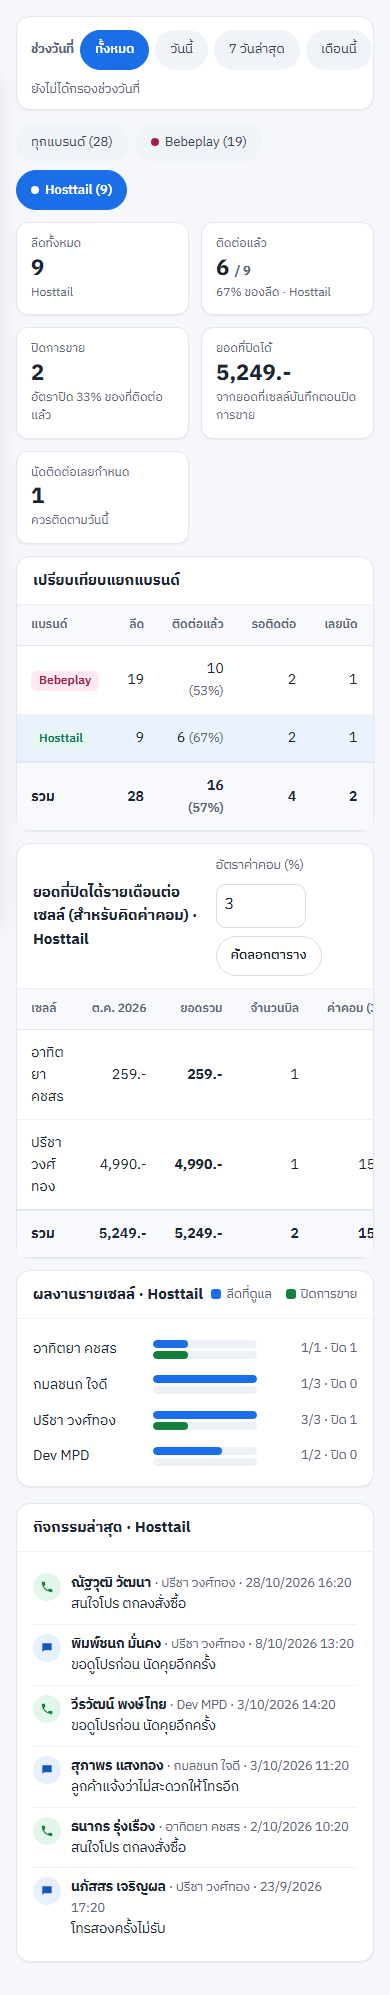 ช่วงวันที่ ทั้งหมด วันนี้ 7 วันล่าสุด เดือนนี้
ยังไม่ได้กรองช่วงวันที่
ทุกแบรนด์ (28) Bebeplay (19)
Hosttail (9)
ลีดทั้งหมด
9
Hosttail
ติดต่อแล้ว
6 / 9
67% ของลีด · Hosttail
ปิดการขาย
2
อัตราปิด 33% ของที่ติดต่อ
แล้ว
ยอดที่ปิดได้
5,249.-
จากยอดที่เซลล์บันทึกตอนปิด
การขาย
นัดติดต่อเลยกำหนด
1
ควรติดตามวันนี้
เปรียบเทียบแยกแบรนด์
แบรนด์ ลีด ติดต่อแล้ว รอติดต่อ เลยนัด
Bebeplay 19 10 (53%) 2 1
Hosttail 9 6 (67%) 2 1
รวม 28 16 (57%) 4 2
ยอดที่ปิดได้รายเดือนต่อ
เซลล์ (สำหรับคิดค่าคอม) ·
Hosttail
อัตราค่าคอม (%)
3
คัดลอกตาราง
เซลล์ ต.ค. 2026 ยอดรวม จำนวนบิล ค่าคอม (3
อาทิต
ยา
คชสร
259.- 259.- 1
ปรีชา
วงศ์
ทอง
4,990.- 4,990.- 1 15
รวม 5,249.- 5,249.- 2 15
ผลงานรายเซลล์ · Hosttail ลีดที่ดูแล ปิดการขาย
อาทิตยา คชสร 1/1 · ปิด 1
กมลชนก ใจดี 1/3 · ปิด 0
ปรีชา วงศ์ทอง 3/3 · ปิด 1
Dev MPD 1/2 · ปิด 0
กิจกรรมล่าสุด · Hosttail
ณัฐวุฒิ วัฒนา · ปรีชา วงศ์ทอง · 28/10/2026 16:20
สนใจโปร ตกลงสั่งซื้อ
พิมพ์ชนก มั่นคง · ปรีชา วงศ์ทอง · 8/10/2026 13:20
ขอดูโปรก่อน นัดคุยอีกครั้ง
วีรวัฒน์ พงษ์ไทย · Dev MPD · 3/10/2026 14:20
ขอดูโปรก่อน นัดคุยอีกครั้ง
สุภาพร แสงทอง · กมลชนก ใจดี · 3/10/2026 11:20
ลูกค้าแจ้งว่าไม่สะดวกให้โทรอีก
ธนากร รุ่งเรือง · อาทิตยา คชสร · 2/10/2026 10:20
สนใจโปร ตกลงสั่งซื้อ
นภัสสร เจริญผล · ปรีชา วงศ์ทอง · 23/9/2026
17:20
โทรสองครั้งไม่รับ